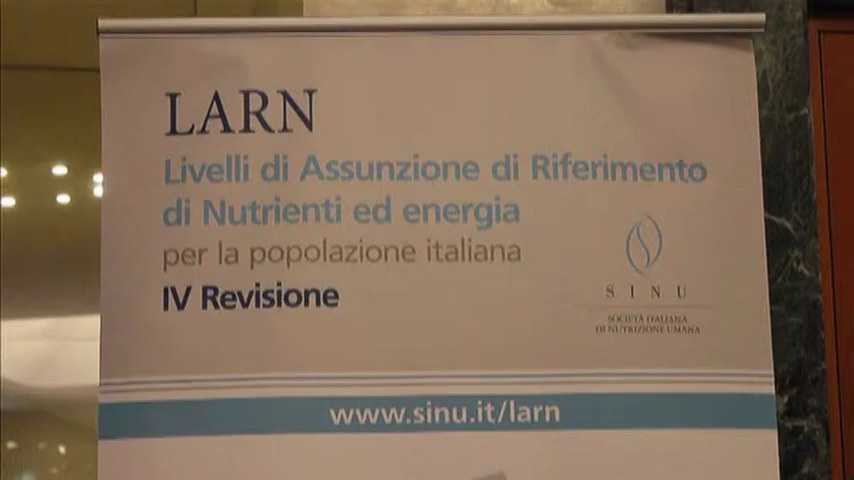 LARN
Livelli di Assunzione di Riferimento
di Nutrienti ed energia
per la popolazione italiana
IV Revisione
SINU
SOCIETÀ ITALIANA
DI NUTRIZIONE UMANA
www.sinu.it/larn